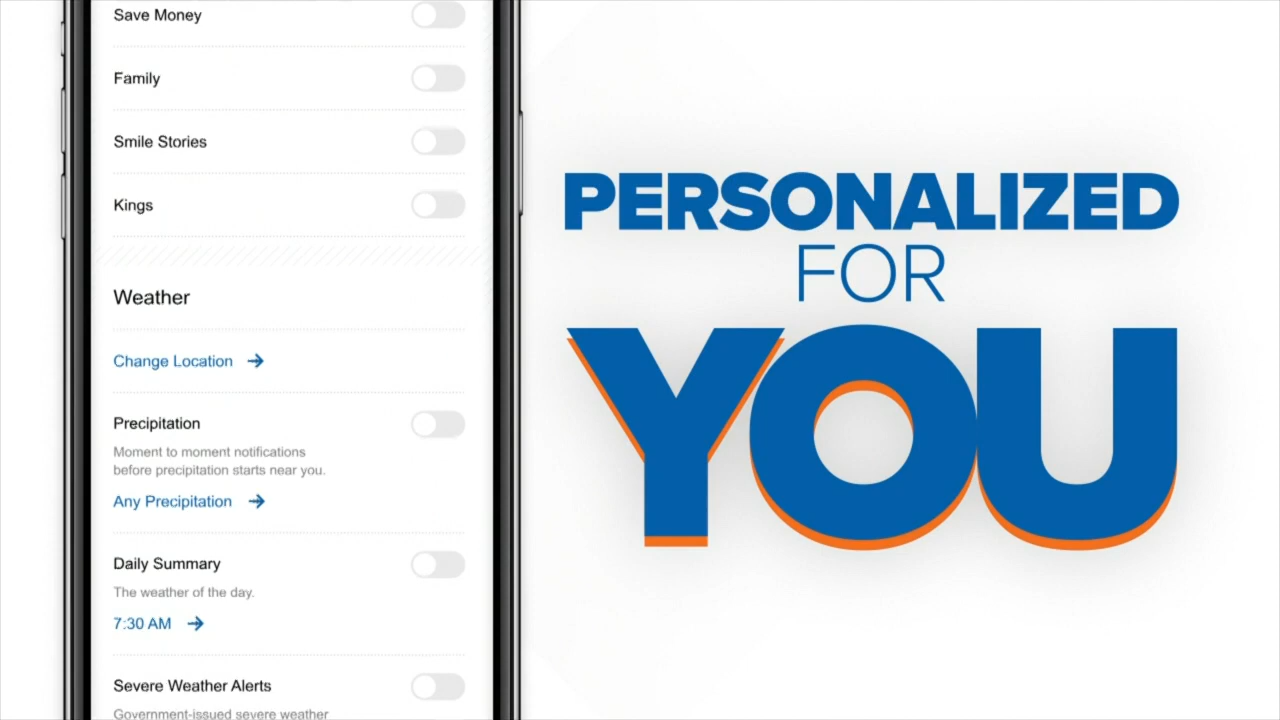 Save Money
Family
Smile Stories
Kings
Weather
Change Location
Precipitation
Moment to moment notifications
before precipitation starts near you.
Any Precipitation
Daily Summary
The weather of the day.
7:30 AM
Severe Weather Alerts
Government-issued severe weather
PERSONALIZED
FOR
YOU